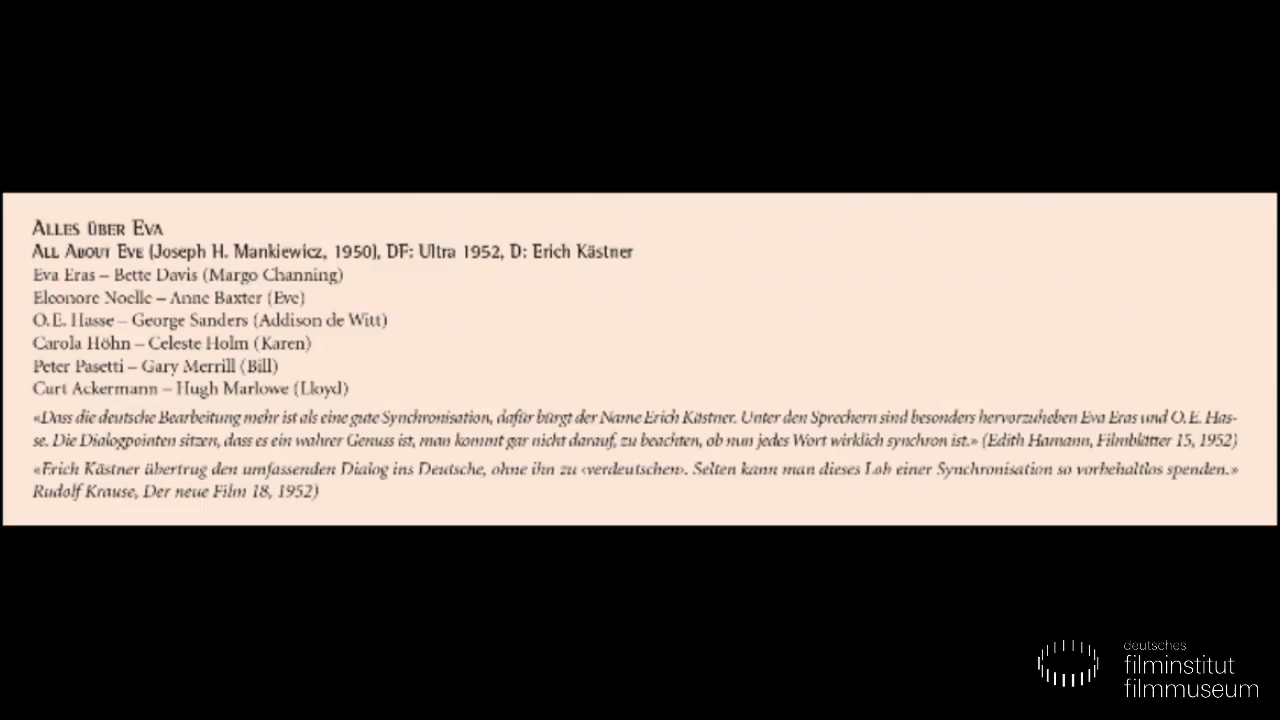 Alles über Eva
All About Eve (Joseph H. Mankiewicz, 1950), DF: Ultra 1952, D: Erich Kästner
Eva Eras – Bette Davis (Margo Channing)
Eleonore Noelle – Anne Baxter (Eve)
O.E. Hasse – George Sanders (Addison de Witt)
Carola Höhn – Celeste Holm (Karen)
Peter Pasetti – Gary Merrill (Bill)
Curt Ackermann – Hugh Marlowe (Lloyd)
«Dass die deutsche Bearbeitung mehr ist als eine gute Synchronisation, dafür bürgt der Name Erich Kästner. Unter den Sprechern sind besonders hervorzuheben Eva Eras und O.E. Has-
se. Die Dialogpointen sitzen, dass es ein wahrer Genuss ist, man kommt gar nicht darauf, zu beachten, ob nun jedes Wort wirklich synchron ist.» (Edith Hamann, Filmblätter 15, 1952)
«Erich Kästner übertrug den umfassenden Dialog ins Deutsche, ohne ihn zu ‹verdeutschen›. Selten kann man dieses Lob einer Synchronisation so vorbehaltlos spenden.»
Rudolf Krause, Der neue Film 18, 1952)
deutsches
filminstitut
filmmuseum